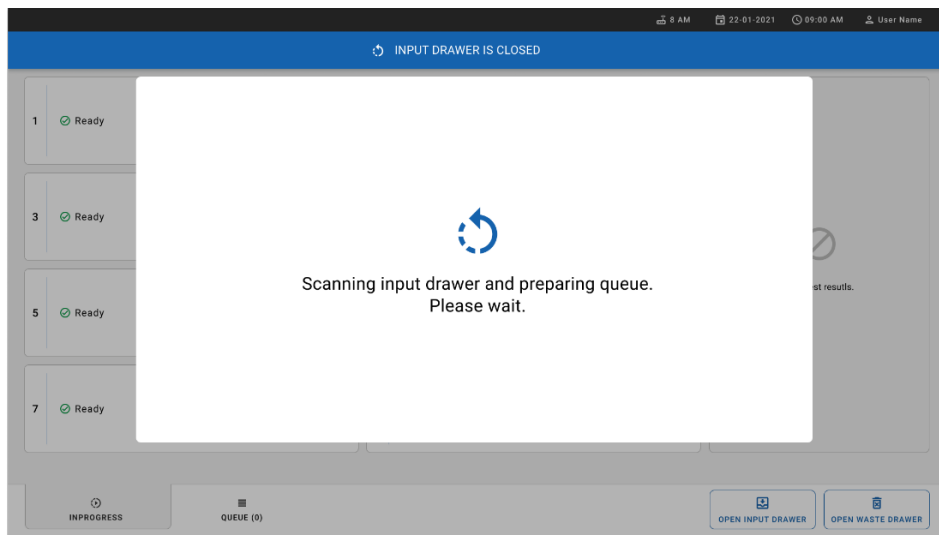 8 AM
22-01-2021
09:00 AM
User Name
INPUT DRAWER IS CLOSED
1
Ready
3
Ready
5
Ready
7
Ready
Scanning input drawer and preparing queue.
Please wait.
resutls.
INPROGRESS
QUEUE (0)
OPEN INPUT DRAWER
OPEN WASTE DRAWER